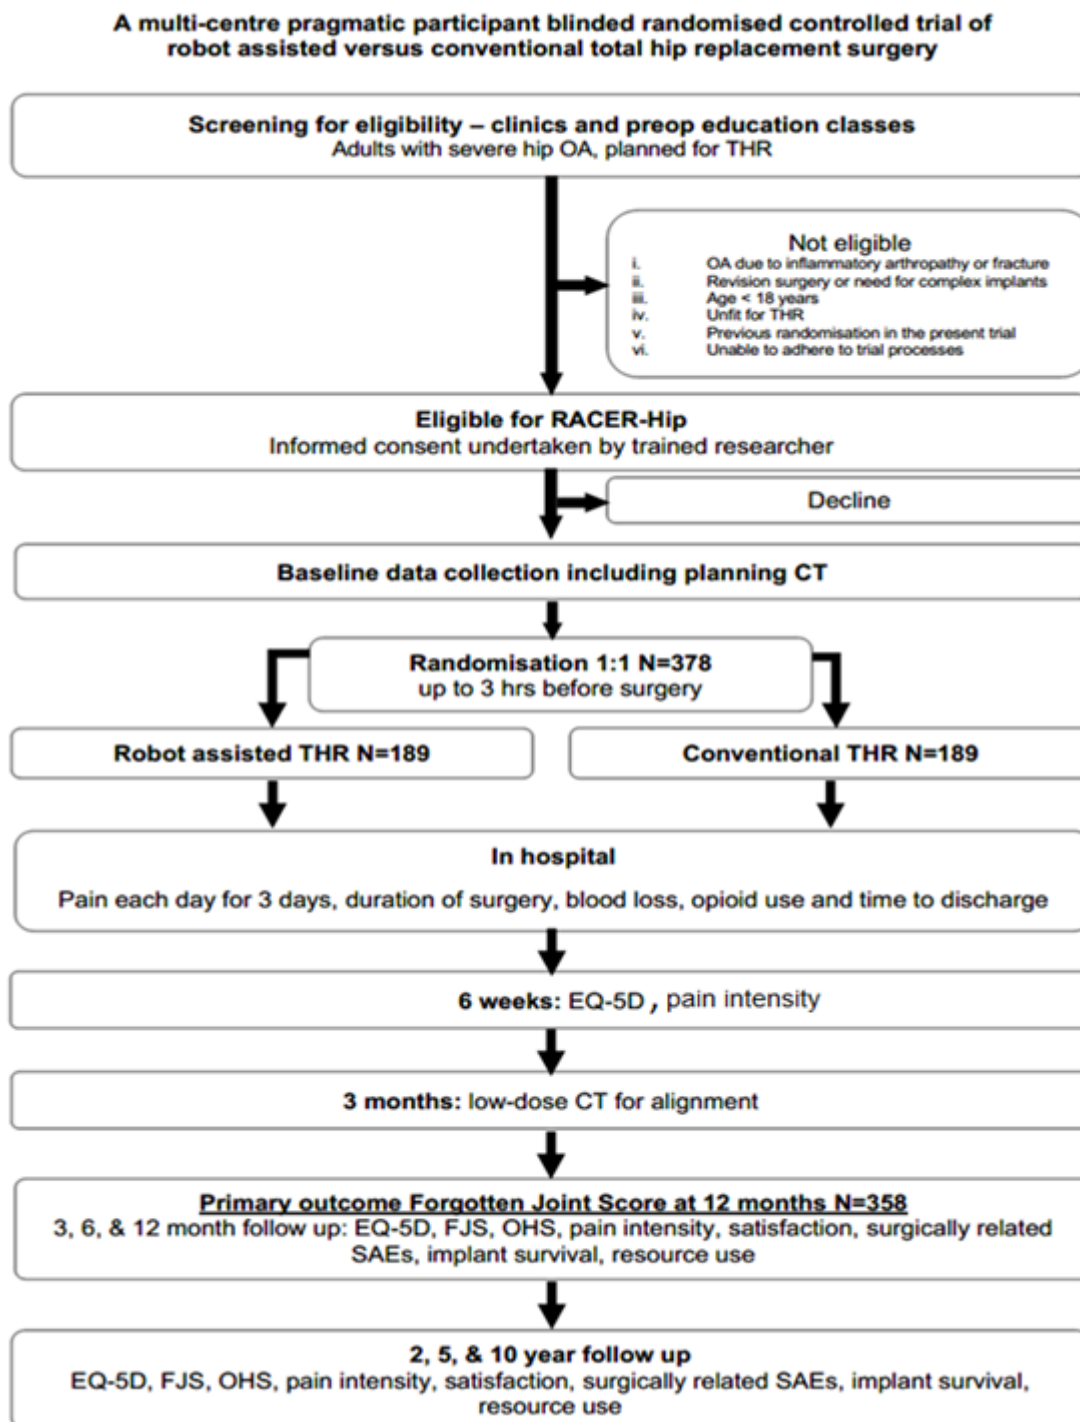 A multi-centre pragmatic participant blinded randomised controlled trial of
robot assisted versus conventional total hip replacement surgery
Screening for eligibility – clinics and preop education classes
Adults with severe hip OA, planned for THR
Not eligible
i. OA due to inflammatory arthropathy or fracture
ii. Revision surgery or need for complex implants
iii. Age < 18 years
iv. Unfit for THR
v. Previous randomisation in the present trial
vi. Unable to adhere to trial processes
Eligible for RACER-Hip
Informed consent undertaken by trained researcher
Decline
Baseline data collection including planning CT
Randomisation 1:1 N=378
up to 3 hrs before surgery
Robot assisted THR N=189
Conventional THR N=189
In hospital
Pain each day for 3 days, duration of surgery, blood loss, opioid use and time to discharge
6 weeks: EQ-5D , pain intensity
3 months: low-dose CT for alignment
Primary outcome Forgotten Joint Score at 12 months N=358
3, 6, & 12 month follow up: EQ-5D, FJS, OHS, pain intensity, satisfaction, surgically related
SAEs, implant survival, resource use
2, 5, & 10 year follow up
EQ-5D, FJS, OHS, pain intensity, satisfaction, surgically related SAEs, implant survival,
resource use